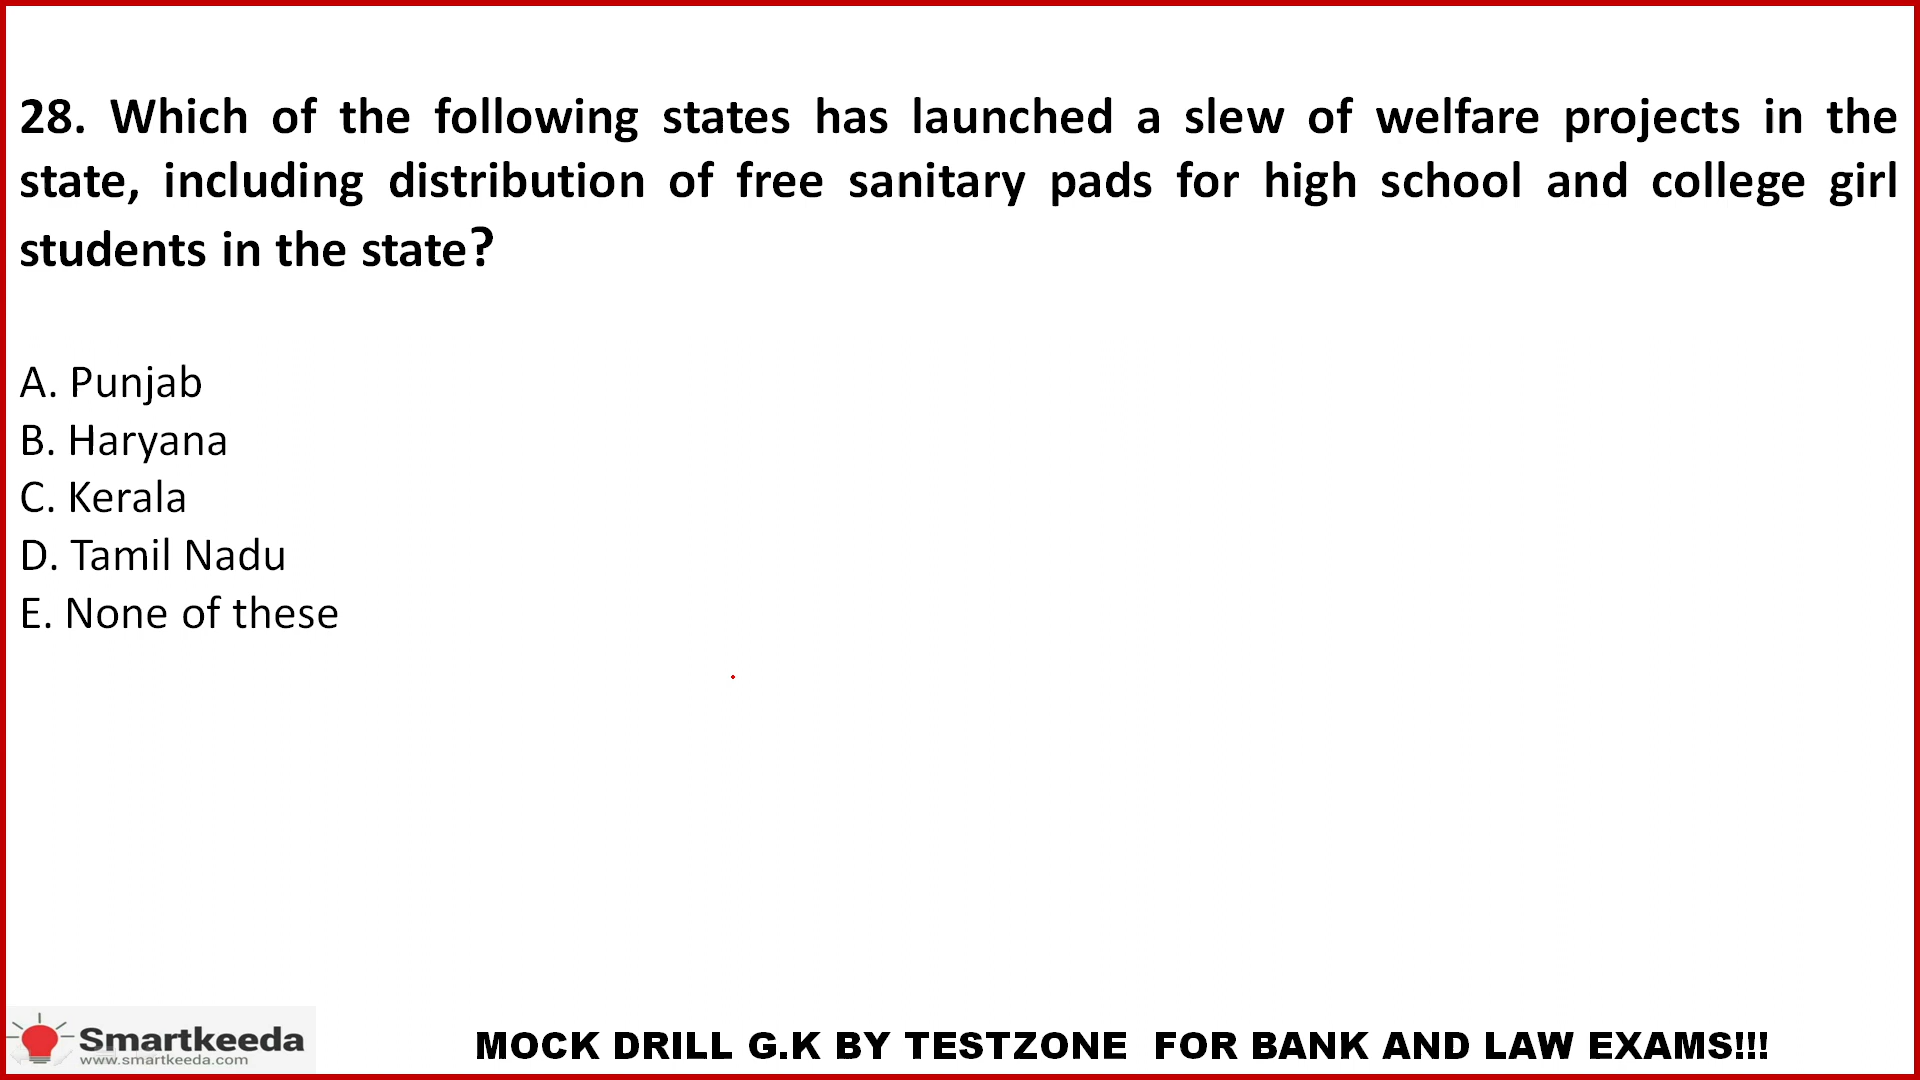 28. Which of the following states has launched a slew of welfare projects in the
state, including distribution of free sanitary pads for high school and college girl
students in the state?
A. Punjab
B. Haryana
C. Kerala
D. Tamil Nadu
E. None of these
Smartkeeda
www.smartkeeda.com
MOCK DRILL G.K BY TESTZONE FOR BANK AND LAW EXAMS!!!